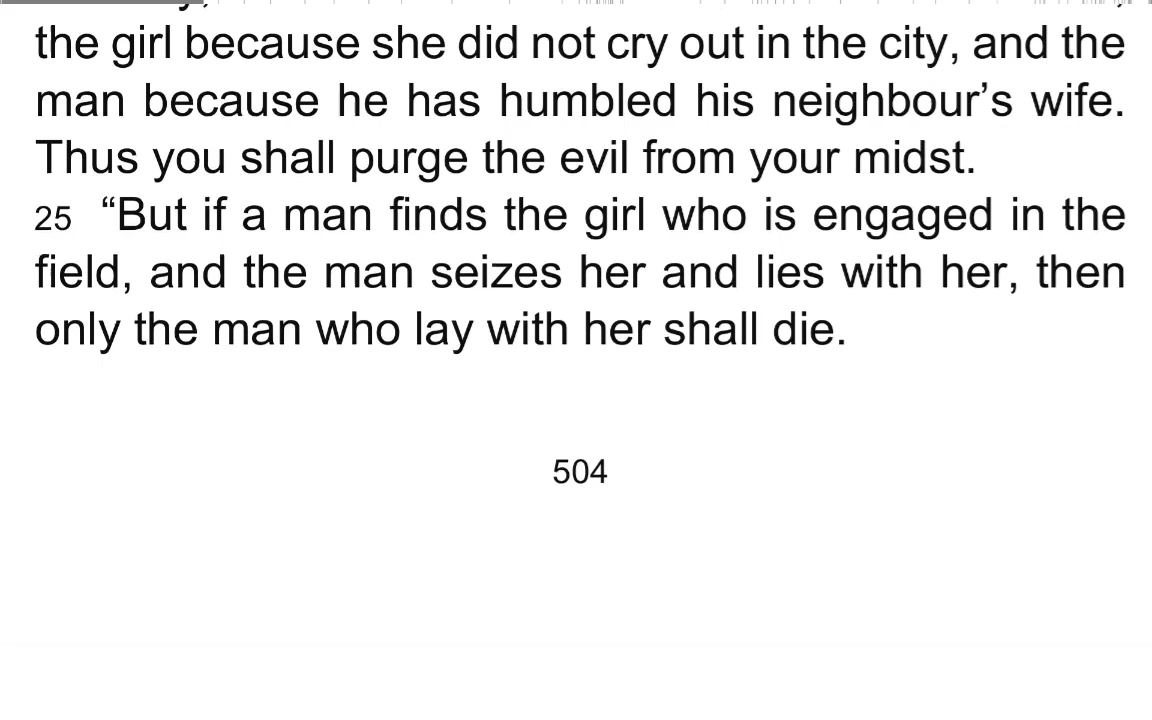 the girl because she did not cry out in the city, and the
man because he has humbled his neighbour’s wife.
Thus you shall purge the evil from your midst.
25 “But if a man finds the girl who is engaged in the
field, and the man seizes her and lies with her, then
only the man who lay with her shall die.
504